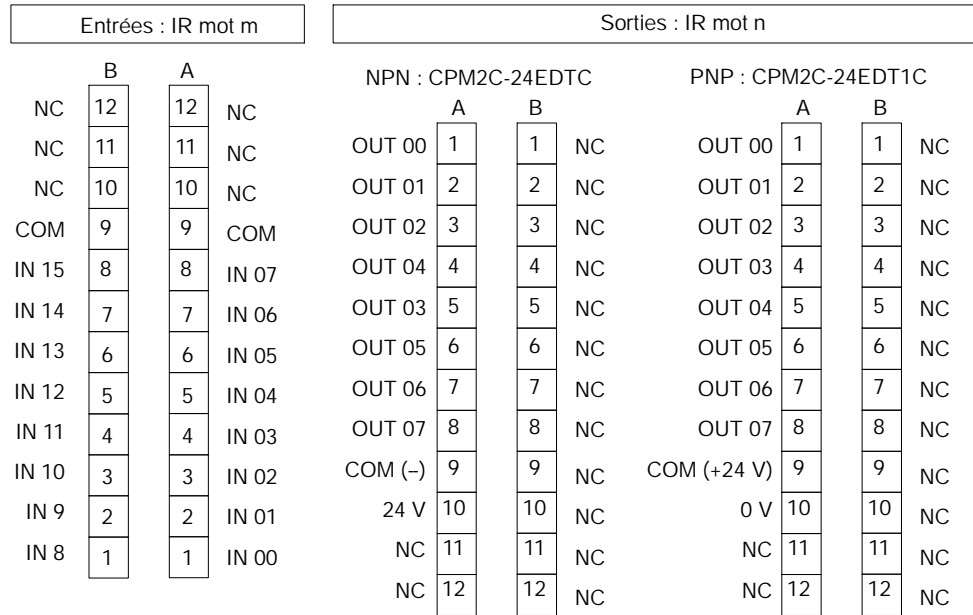 Entrées : IR mot m
Sorties : IR mot n
B A
NC 12 12 NC
NC 11 11 NC
NC 10 10 NC
COM 9 9 COM
IN 15 8 8 IN 07
IN 14 7 7 IN 06
IN 13 6 6 IN 05
IN 12 5 5 IN 04
IN 11 4 4 IN 03
IN 10 3 3 IN 02
IN 9 2 2 IN 01
IN 8 1 1 IN 00
NPN : CPM2C-24EDTC
A B
OUT 00 1 1 NC
OUT 01 2 2 NC
OUT 02 3 3 NC
OUT 04 4 4 NC
OUT 03 5 5 NC
OUT 05 6 6 NC
OUT 06 7 7 NC
OUT 07 8 8 NC
COM (–) 9 9 NC
24 V 10 10 NC
NC 11 11 NC
NC 12 12 NC
PNP : CPM2C-24EDT1C
A B
OUT 00 1 1 NC
OUT 01 2 2 NC
OUT 02 3 3 NC
OUT 03 4 4 NC
OUT 04 5 5 NC
OUT 05 6 6 NC
OUT 06 7 7 NC
OUT 07 8 8 NC
COM (+24 V) 9 9 NC
0 V 10 10 NC
NC 11 11 NC
NC 12 12 NC